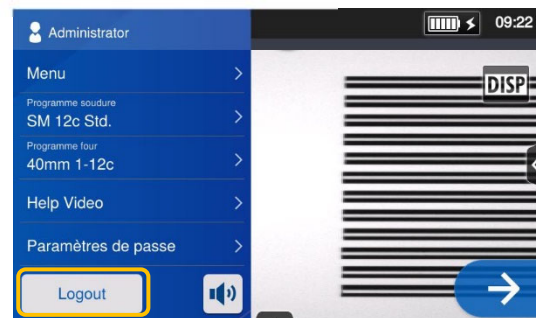 Administrator
09:22
Menu
DISP
Programme soudure
SM 12c Std.
Programme four
40mm 1-12c
Help Video
Paramètres de passe
Logout